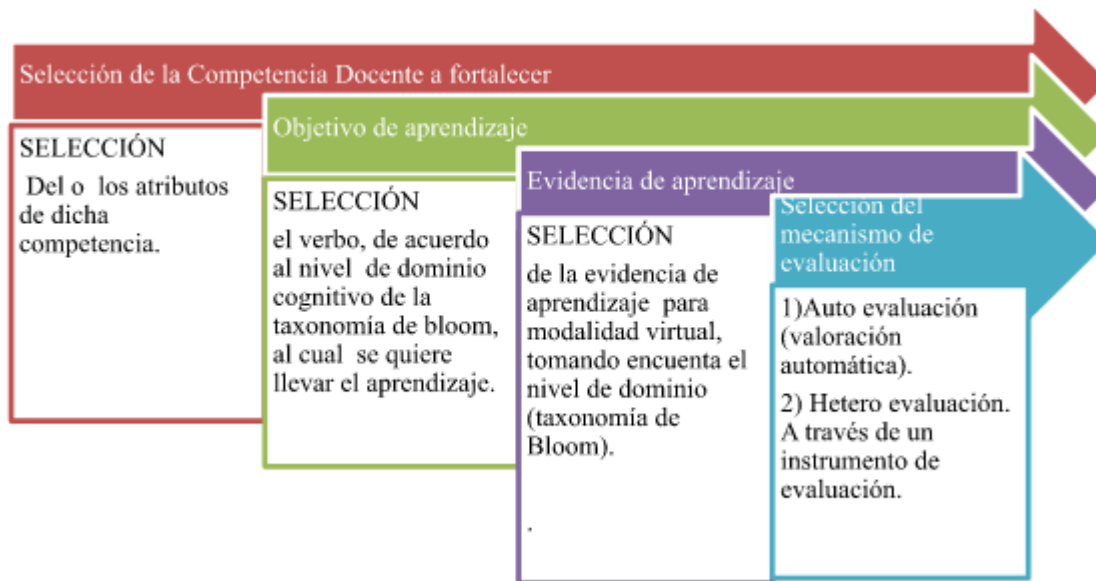 Selección de la Competencia Docente a fortalecer
SELECCIÓN
Del o los atributos
de dicha
competencia.
Objetivo de aprendizaje
SELECCIÓN
el verbo, de acuerdo
al nivel de dominio
cognitivo de la
taxonomía de bloom,
al cual se quiere
llevar el aprendizaje.
Evidencia de aprendizaje
SELECCIÓN
de la evidencia de
aprendizaje para
modalidad virtual,
tomando encuenta el
nivel de dominio
(taxonomía de
Bloom).
.
Selección del
mecanismo de
evaluación
1)Auto evaluación
(valoración
automática).
2) Hetero evaluación.
A través de un
instrumento de
evaluación.